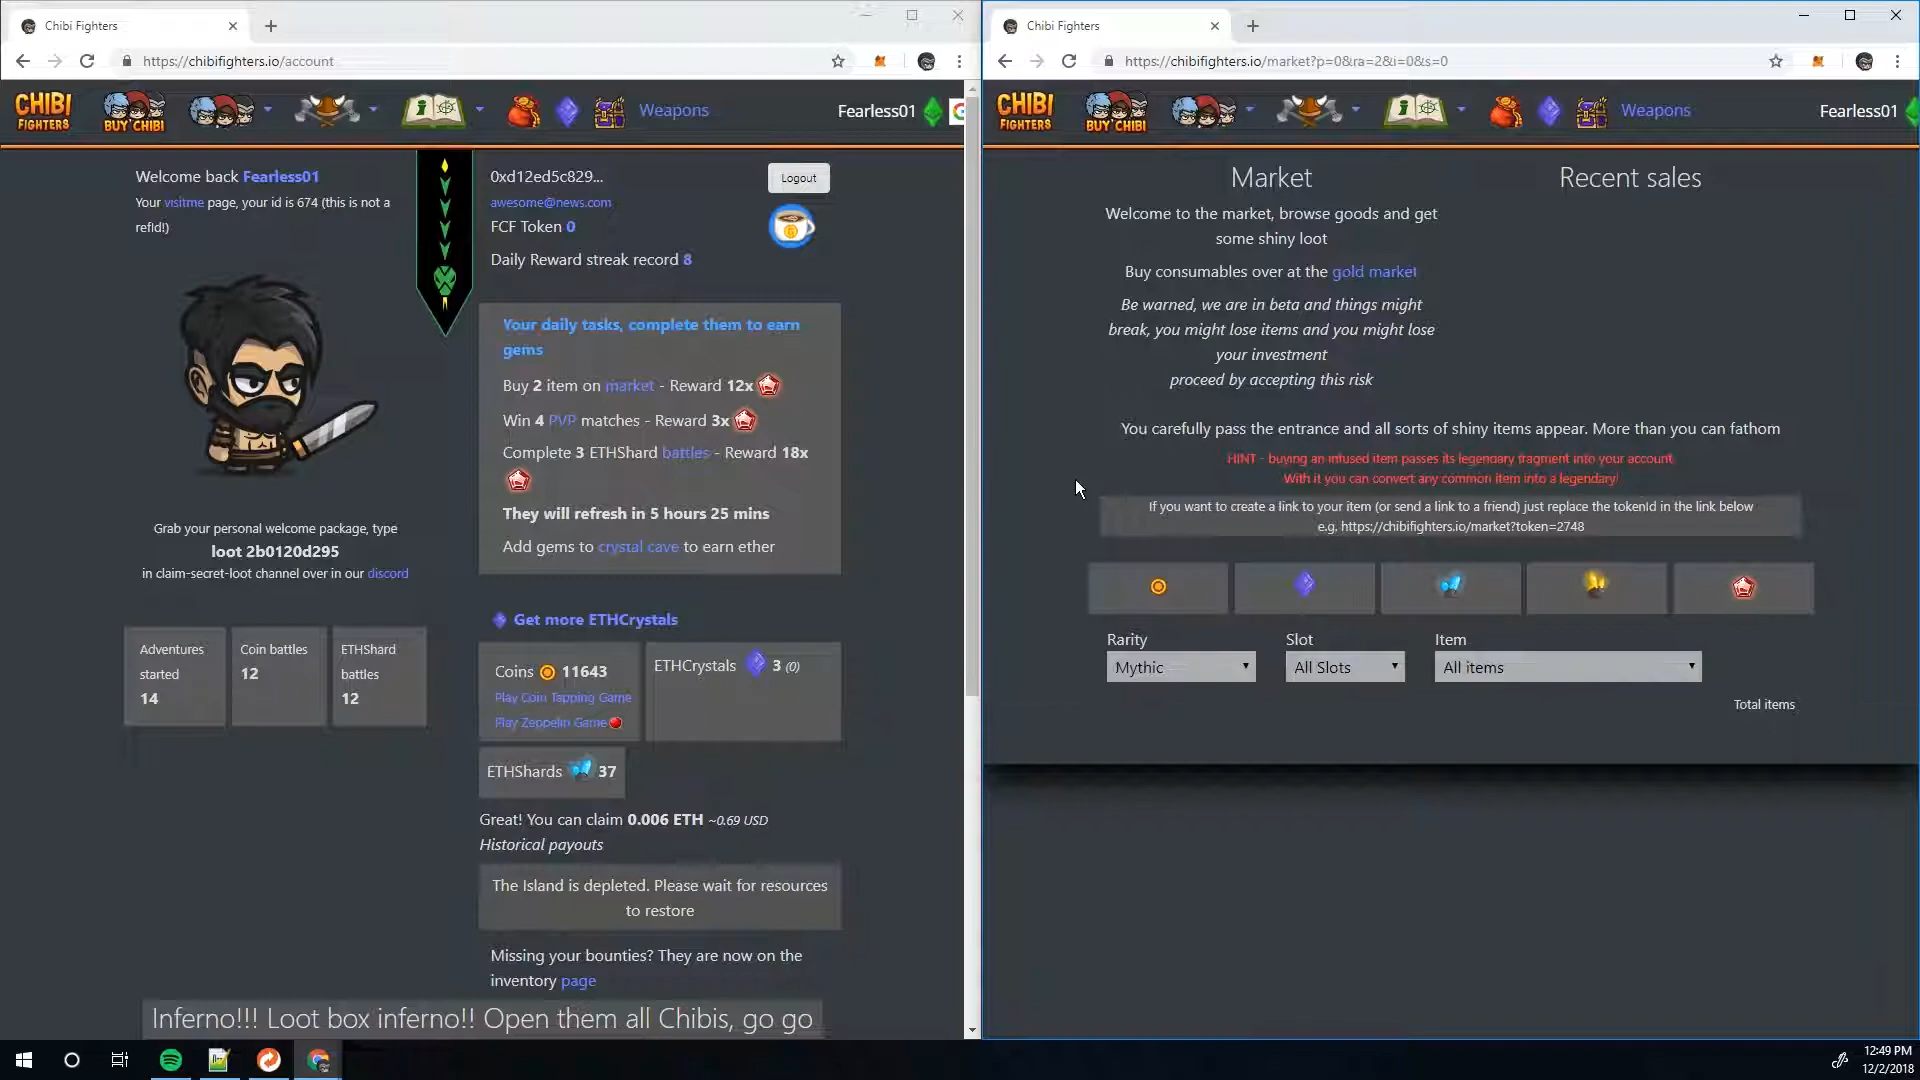 Chibi Fighters
https://chibifighters.io/account
CHIBI
FIGHTERS
BUY CHIBI
Weapons
Fearless01
Welcome back Fearless01
Your visitme page, your id is 674 (this is not a
refId!)
0xd12ed5c829...
Logout
awesome@news.com
FCF Token 0
Daily Reward streak record 8
Your daily tasks, complete them to earn
gems
Buy 2 item on market - Reward 12x
Win 4 PVP matches - Reward 3x
Complete 3 ETHShard battles - Reward 18x
They will refresh in 5 hours 25 mins
Add gems to crystal cave to earn ether
Grab your personal welcome package, type
loot 2b0120d295
in claim-secret-loot channel over in our discord
Adventures
started
14
Coin battles
12
ETHShard
battles
12
Get more ETHCrystals
Coins 11643
Play Coin Tapping Game
Play Zeppelin Game
ETHCrystals 3 (0)
ETHShards 37
Great! You can claim 0.006 ETH ~0.69 USD
Historical payouts
The Island is depleted. Please wait for resources
to restore
Missing your bounties? They are now on the
inventory page
Inferno!!! Loot box inferno!! Open them all Chibis, go go
Chibi Fighters
https://chibifighters.io/market?p=0&ra=2&i=0&s=0
CHIBI
FIGHTERS
BUY CHIBI
Weapons
Fearless01
Market
Recent sales
Welcome to the market, browse goods and get
some shiny loot
Buy consumables over at the gold market
Be warned, we are in beta and things might
break, you might lose items and you might lose
your investment
proceed by accepting this risk
You carefully pass the entrance and all sorts of shiny items appear. More than you can fathom
HINT - buying an infused item passes its legendary fragment into your account.
With it you can convert any common item into a legendary!
If you want to create a link to your item (or send a link to a friend) just replace the tokenId in the link below
e.g. https://chibifighters.io/market?token=2748
Rarity
Slot
Item
Mythic
All Slots
All items
Total items
12:49 PM
12/2/2018